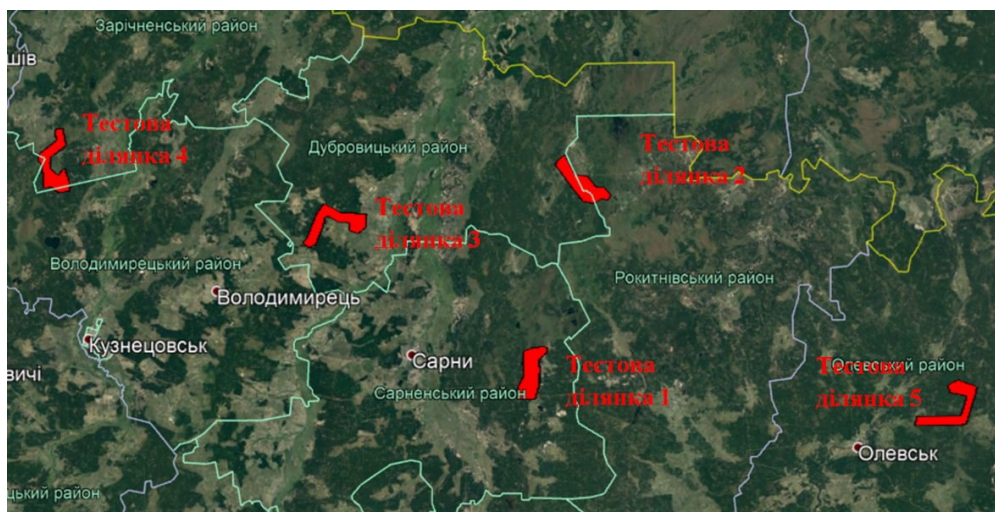 Зарічненський район
шів
Тестова
ділянка 4
Дубровицький район
Тестова
ділянка 2
Тестова
ділянка 3
Володимирецький район
Рокитнівський район
Володимирець
Кузнецовськ
Сарни
вичі
Сарненський район
Тестова
ділянка 1
Олевський район
Тестова
ділянка 5
Олевськ
цький район